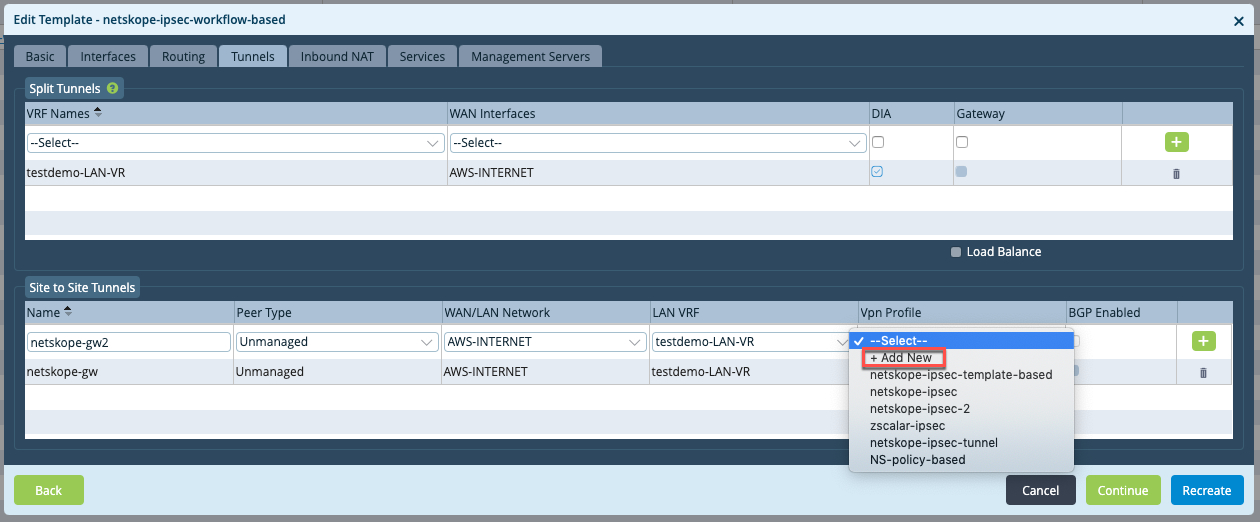 Edit Template - netskope-ipsec-workflow-based
Basic Interfaces Routing Tunnels Inbound NAT Services Management Servers
Split Tunnels
VRF Names WAN Interfaces DIA Gateway
--Select-- --Select--
testdemo-LAN-VR AWS-INTERNET
Load Balance
Site to Site Tunnels
Name Peer Type WAN/LAN Network LAN VRF Vpn Profile BGP Enabled
netskope-gw2 Unmanaged AWS-INTERNET testdemo-LAN-VR --Select--
+ Add New
netskope-gw Unmanaged AWS-INTERNET testdemo-LAN-VR netskope-ipsec-template-based
netskope-ipsec
netskope-ipsec-2
zscalar-ipsec
netskope-ipsec-tunnel
NS-policy-based
Back Cancel Continue Recreate